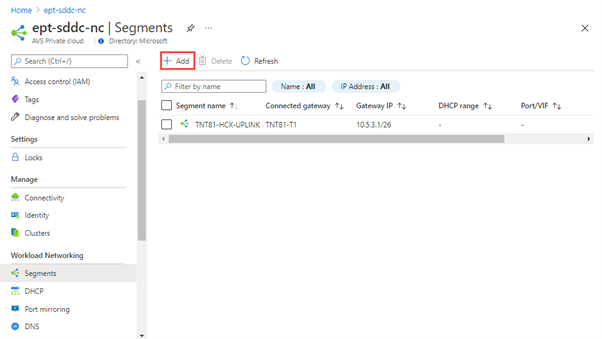 Home > ept-sddc-nc
ept-sddc-nc | Segments
AVS Private cloud | Directory: Microsoft
Search (Ctrl+/)
Access control (IAM)
Tags
Diagnose and solve problems
Settings
Locks
Manage
Connectivity
Identity
Clusters
Workload Networking
Segments
DHCP
Port mirroring
DNS
Add Delete Refresh
Filter by name Name : All IP Address : All
Segment name Connected gateway Gateway IP DHCP range Port/VIF
TNT81-HCX-UPLINK TNT81-T1 10.5.3.1/26 - -